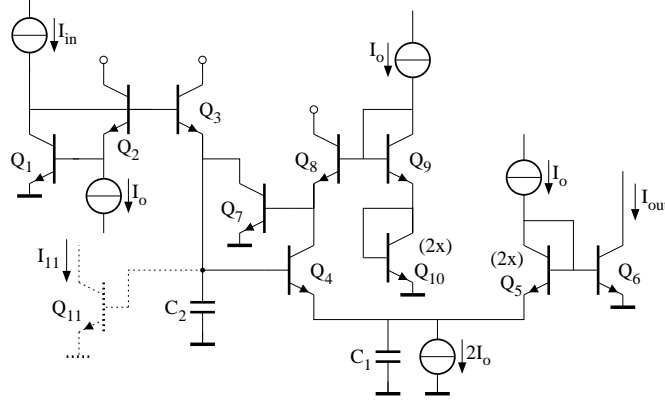 I_in
I_o
Q_3
Q_8
Q_9
Q_1
Q_2
I_o
I_o
I_out
Q_7
(2x)
(2x)
I_11
Q_4
Q_10
Q_5
Q_6
Q_11
C_2
C_1
2I_o